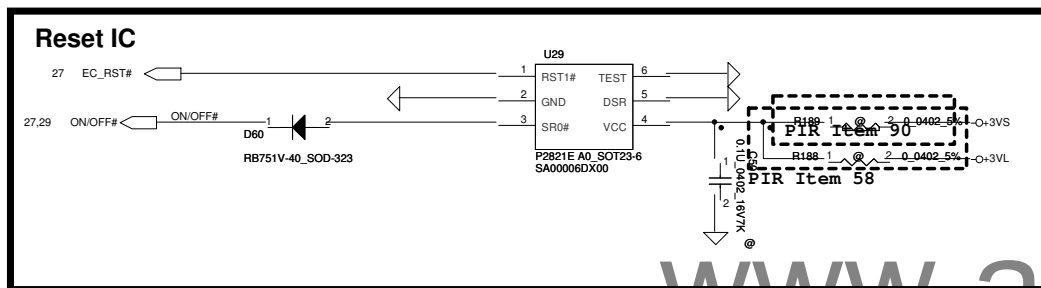 Reset IC
U29
27 EC_RST#
1 RST1# TEST 6
2 GND DSR 5
27,29 ON/OFF# ON/OFF# 1 2 3 SR0# VCC 4
D60
RB751V-40_SOD-323
P2821E A0_SOT23-6
SA00006DX00
R189 1 @ 2 0_0402_5% +3VS
PIR Item 90
R188 1 @ 2 0_0402_5% +3VL
PIR Item 58
1
2
0.1U_0402_16V7K
@
www.a